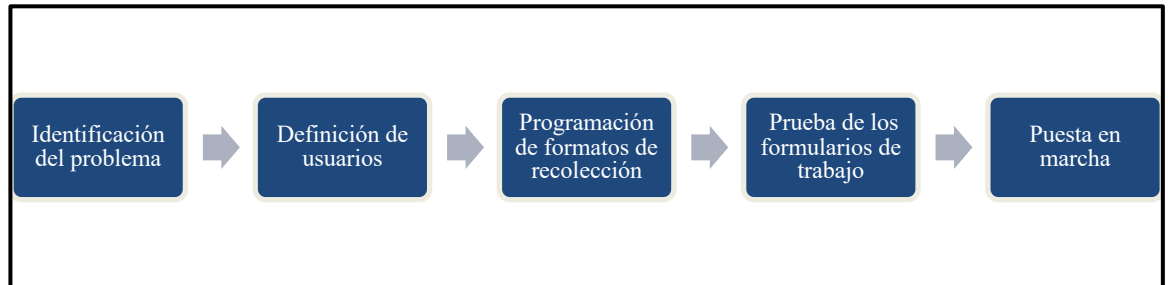 Identificación
del problema
Definición de
usuarios
Programación
de formatos de
recolección
Prueba de los
formularios de
trabajo
Puesta en
marcha